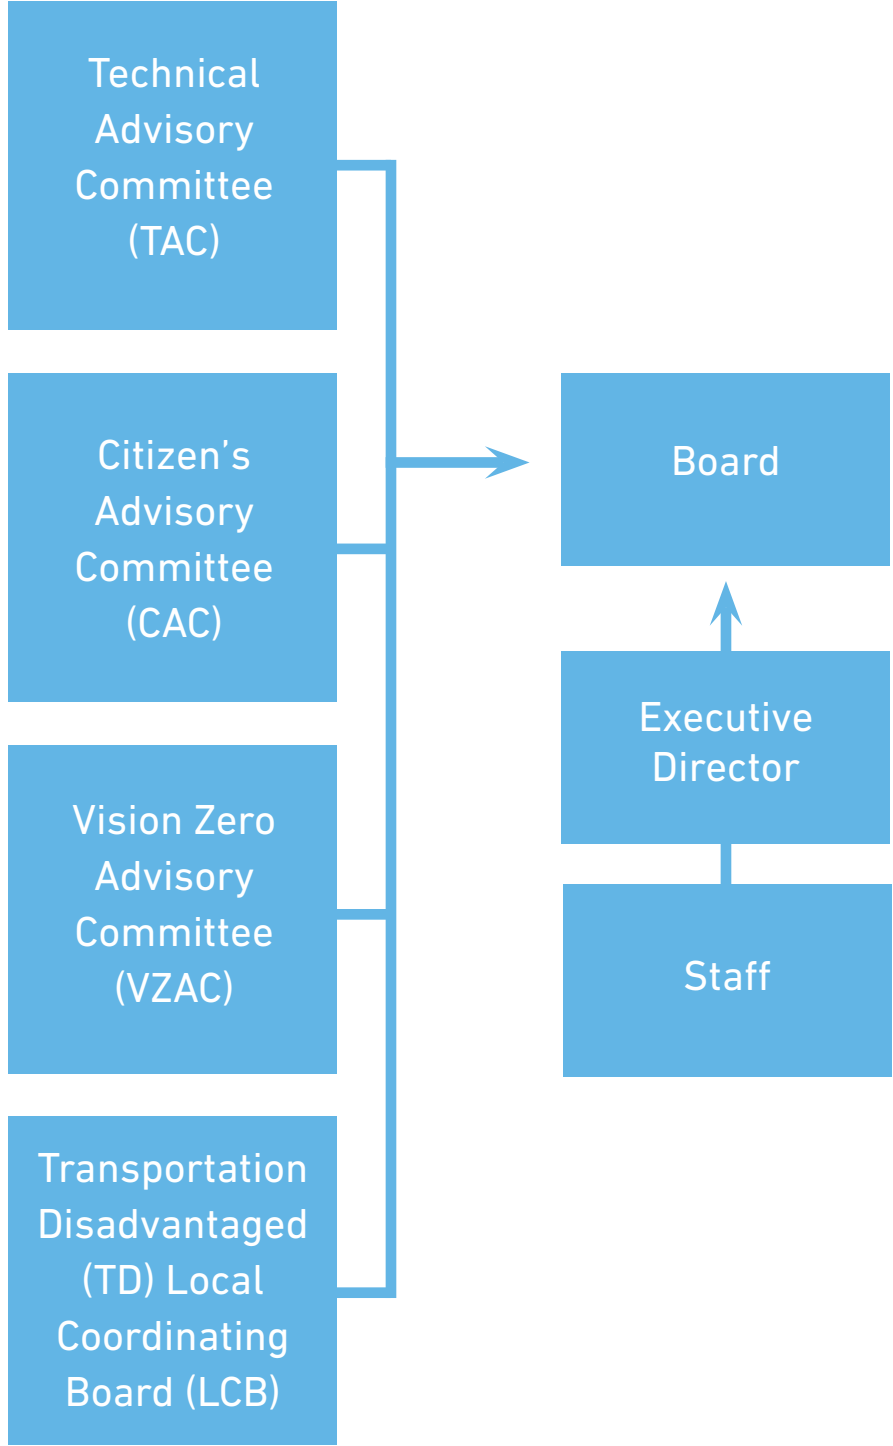 Technical
Advisory
Committee
(TAC)
Citizen’s
Advisory
Committee
(CAC)
Vision Zero
Advisory
Committee
(VZAC)
Transportation
Disadvantaged
(TD) Local
Coordinating
Board (LCB)
Board
Executive
Director
Staff